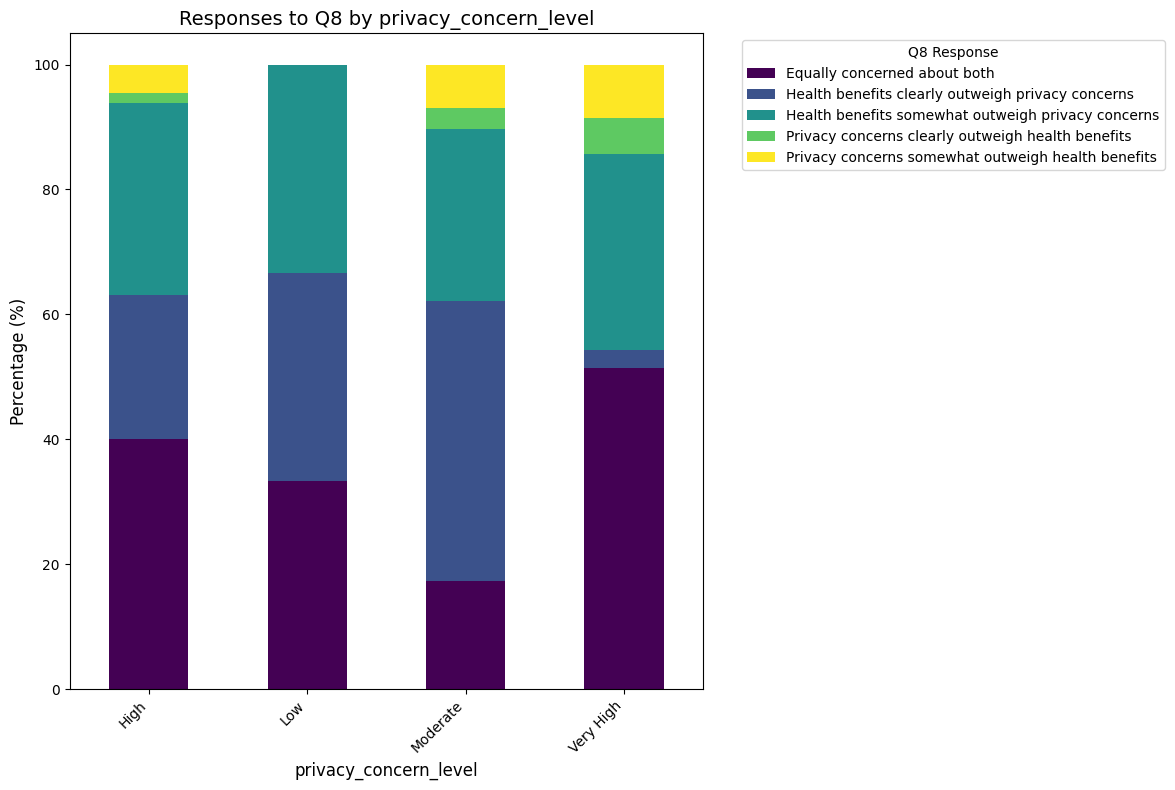 Responses to Q8 by privacy_concern_level
Q8 Response
Equally concerned about both
Health benefits clearly outweigh privacy concerns
Health benefits somewhat outweigh privacy concerns
Privacy concerns clearly outweigh health benefits
Privacy concerns somewhat outweigh health benefits
Percentage (%)
100
80
60
40
20
0
High
Low
Moderate
Very High
privacy_concern_level